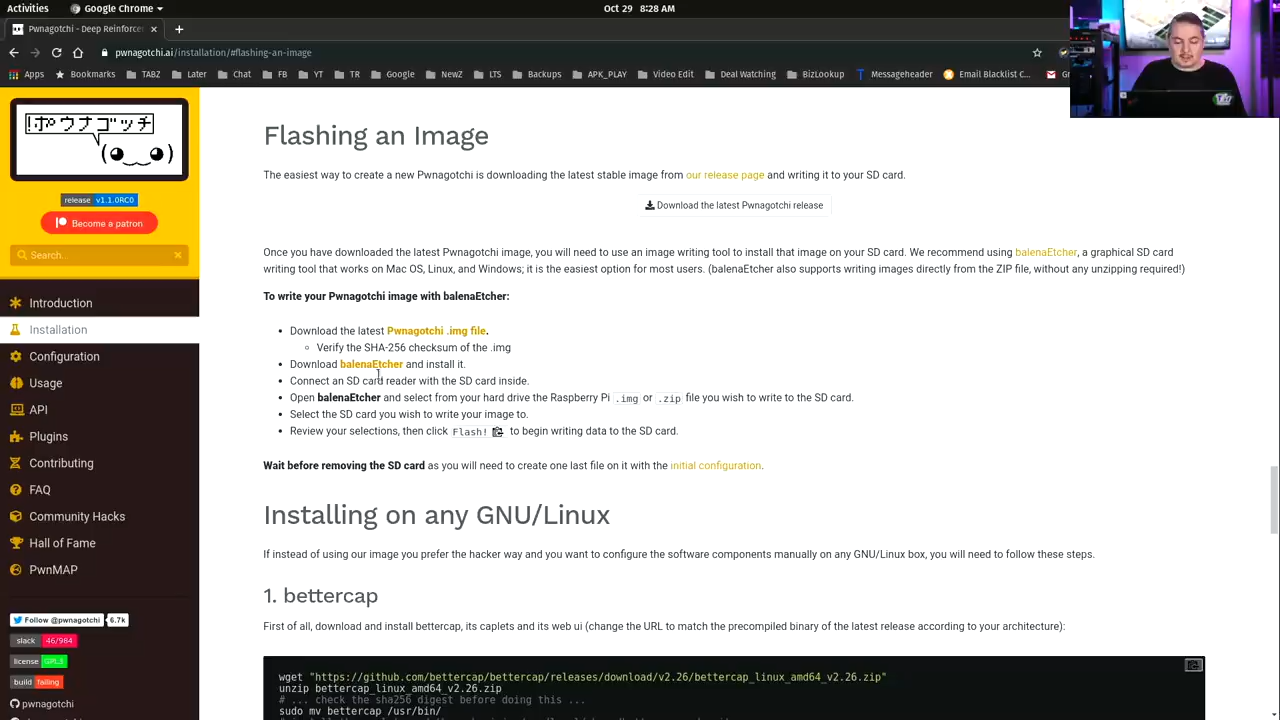 Activities
Google Chrome
Oct 29 8:28 AM
Pwnagotchi - Deep Reinforce
pwnagotchi.ai/installation/#flashing-an-image
Apps
Bookmarks
TABZ
Later
Chat
FB
YT
TR
Google
NewZ
LTS
Backups
APK_PLAY
Video Edit
Deal Watching
BizLookup
Messageheader
Email Blacklist C...
!ポウナゴッチ
release v1.1.0RC0
Become a patron
Search...
Introduction
Installation
Configuration
Usage
API
Plugins
Contributing
FAQ
Community Hacks
Hall of Fame
PwnMAP
Follow @pwnagotchi 6.7k
slack 46/984
license GPL3
build failing
pwnagotchi
Flashing an Image
The easiest way to create a new Pwnagotchi is downloading the latest stable image from our release page and writing it to your SD card.
Download the latest Pwnagotchi release
Once you have downloaded the latest Pwnagotchi image, you will need to use an image writing tool to install that image on your SD card. We recommend using balenaEtcher, a graphical SD card
writing tool that works on Mac OS, Linux, and Windows; it is the easiest option for most users. (balenaEtcher also supports writing images directly from the ZIP file, without any unzipping required!)
To write your Pwnagotchi image with balenaEtcher:
• Download the latest Pwnagotchi .img file.
Verify the SHA-256 checksum of the .img
• Download balenaEtcher and install it.
• Connect an SD card reader with the SD card inside.
• Open balenaEtcher and select from your hard drive the Raspberry Pi .img or .zip file you wish to write to the SD card.
• Select the SD card you wish to write your image to.
• Review your selections, then click Flash! to begin writing data to the SD card.
Wait before removing the SD card as you will need to create one last file on it with the initial configuration.
Installing on any GNU/Linux
If instead of using our image you prefer the hacker way and you want to configure the software components manually on any GNU/Linux box, you will need to follow these steps.
1. bettercap
First of all, download and install bettercap, its caplets and its web ui (change the URL to match the precompiled binary of the latest release according to your architecture):
wget "https://github.com/bettercap/bettercap/releases/download/v2.26/bettercap_linux_amd64_v2.26.zip"
unzip bettercap_linux_amd64_v2.26.zip
# ... check the sha256 digest before doing this ...
sudo mv bettercap /usr/bin/